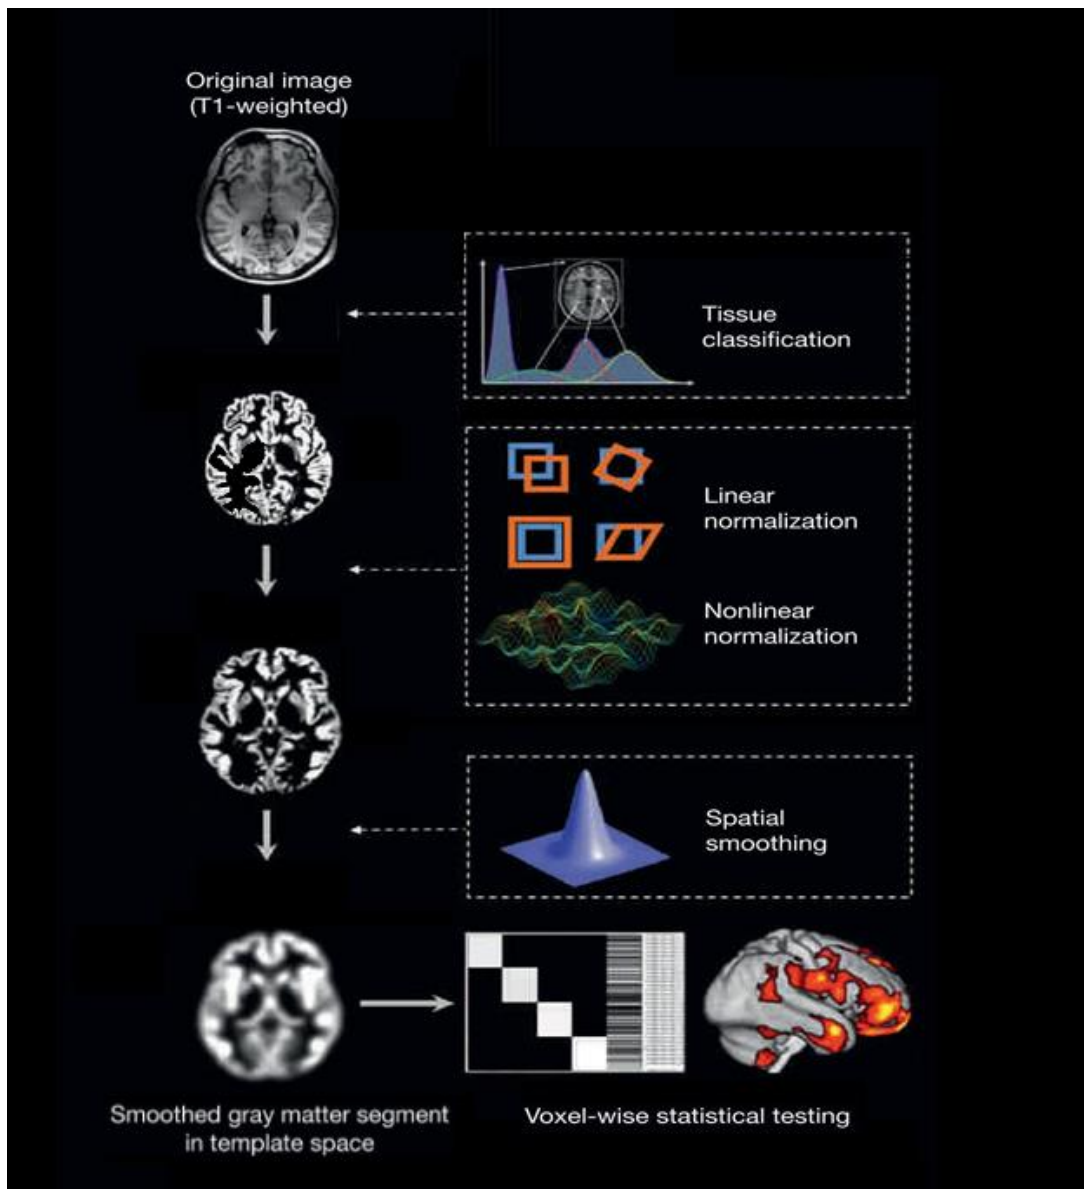 Original image
(T1-weighted)
Tissue
classification
Linear
normalization
Nonlinear
normalization
Spatial
smoothing
Smoothed gray matter segment
in template space
Voxel-wise statistical testing